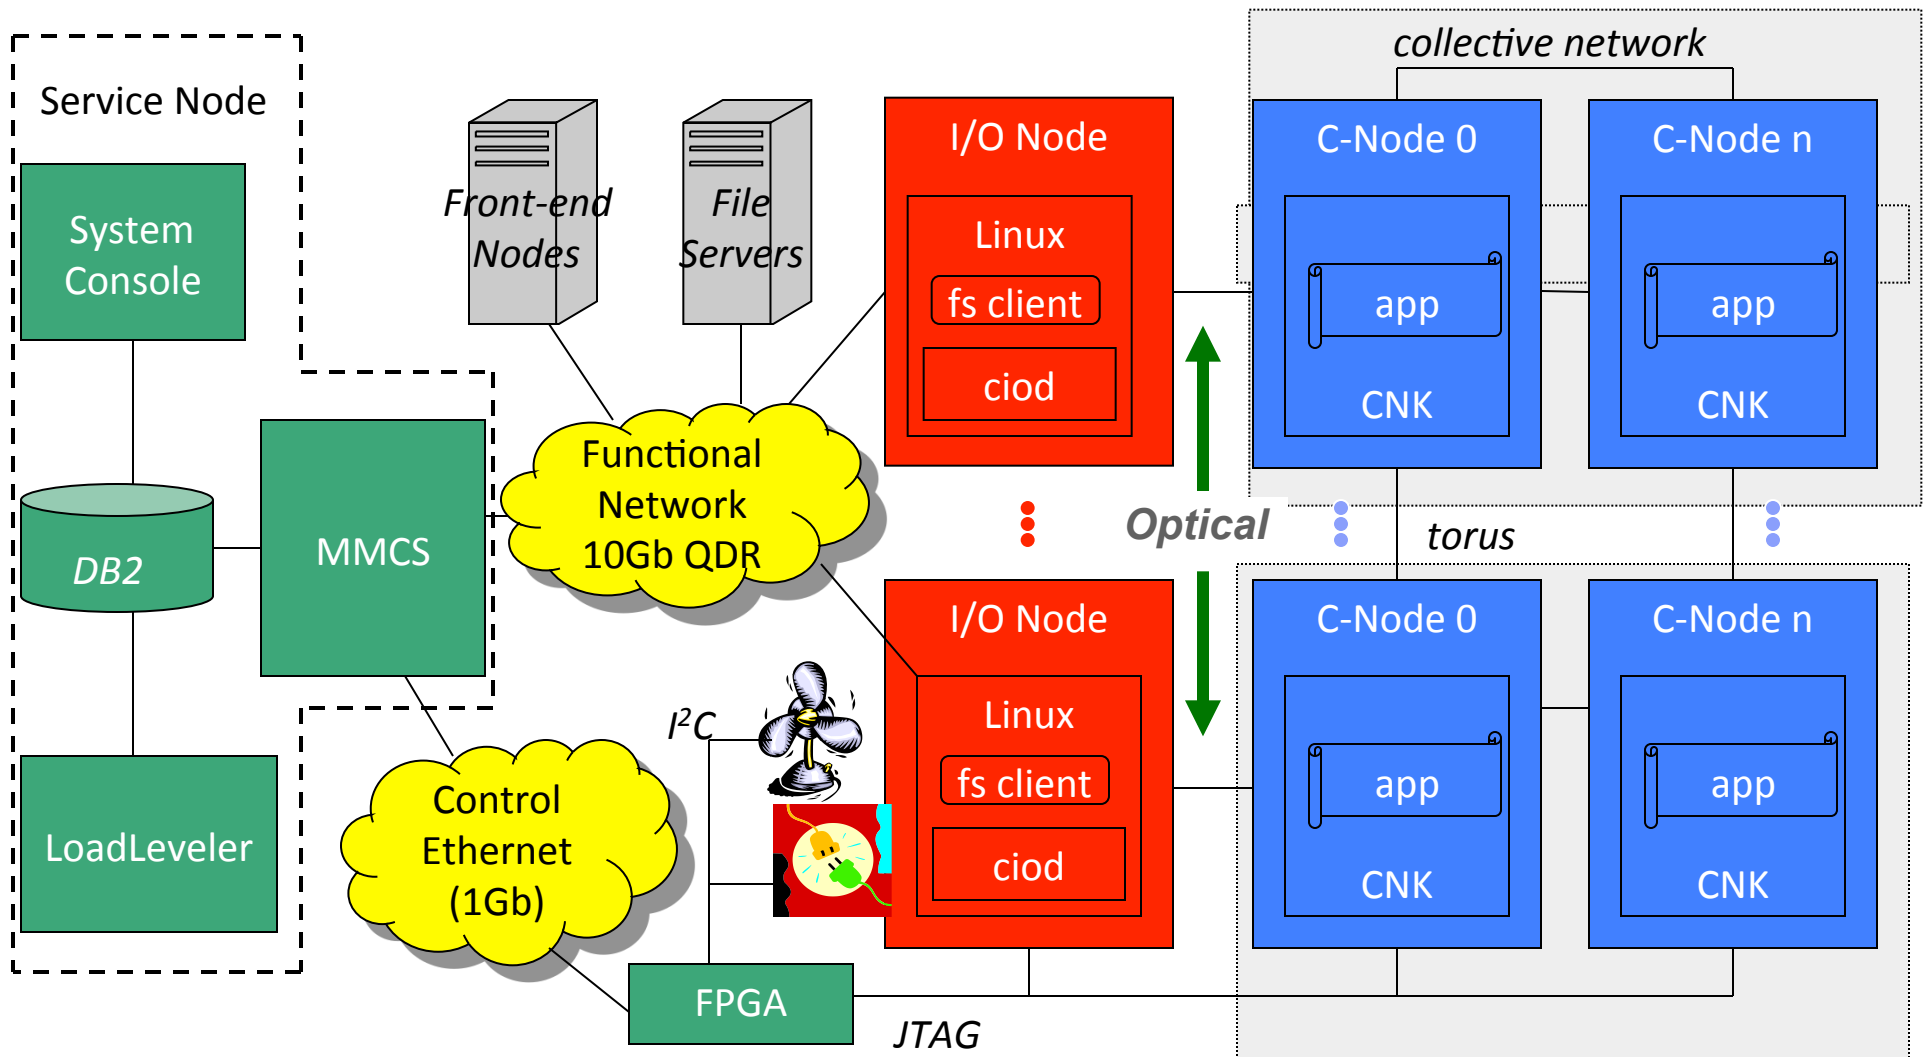 collective network
Service Node
System
Console
DB2
MMCS
LoadLeveler
Front-end
Nodes
File
Servers
Functional
Network
10Gb QDR
Control
Ethernet
(1Gb)
I²C
FPGA
JTAG
I/O Node
Linux
fs client
ciod
Optical
I/O Node
Linux
fs client
ciod
C-Node 0
app
CNK
C-Node n
app
CNK
torus
C-Node 0
app
CNK
C-Node n
app
CNK